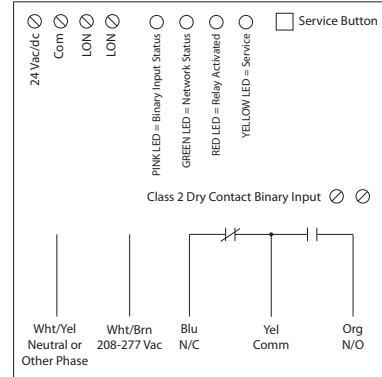 24 Vac/dc
Com
LON
LON
PINK LED = Binary Input Status
GREEN LED = Network Status
RED LED = Relay Activated
YELLOW LED = Service
Service Button
Class 2 Dry Contact Binary Input
Wht/Yel
Neutral or
Other Phase
Wht/Brn
208-277 Vac
Blu
N/C
Yel
Comm
Org
N/O